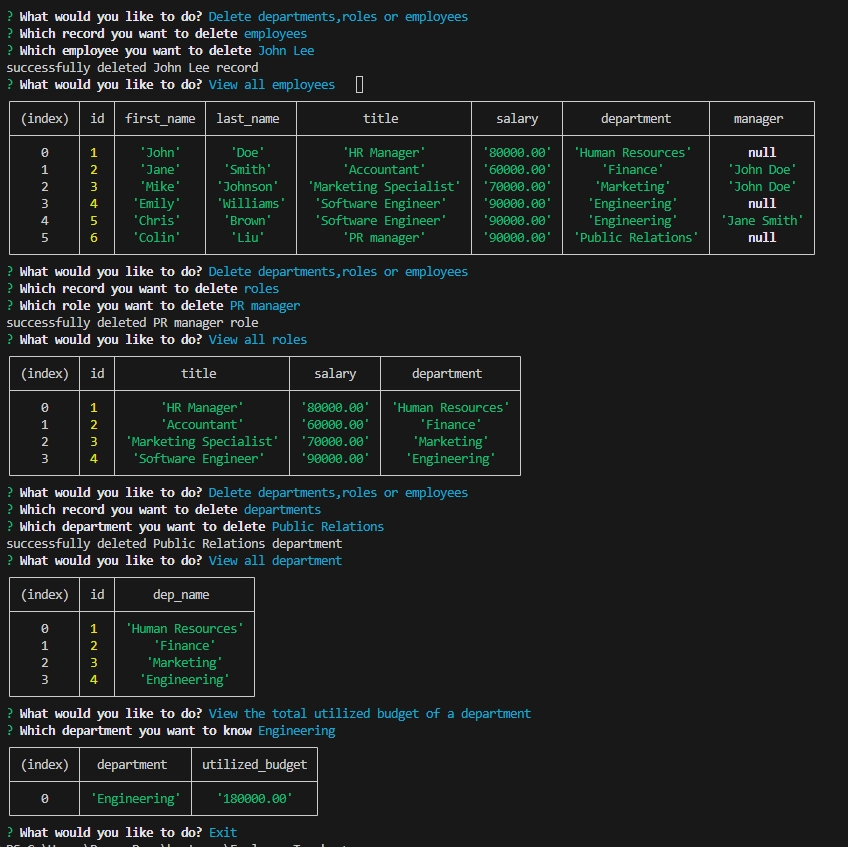 ? What would you like to do? Delete departments,roles or employees
? Which record you want to delete employees
? Which employee you want to delete John Lee
successfully deleted John Lee record
? What would you like to do? View all employees
(index) id first_name last_name title salary department manager
0 1 'John' 'Doe' 'HR Manager' '80000.00' 'Human Resources' null
1 2 'Jane' 'Smith' 'Accountant' '60000.00' 'Finance' 'John Doe'
2 3 'Mike' 'Johnson' 'Marketing Specialist' '70000.00' 'Marketing' 'John Doe'
3 4 'Emily' 'Williams' 'Software Engineer' '90000.00' 'Engineering' null
4 5 'Chris' 'Brown' 'Software Engineer' '90000.00' 'Engineering' 'Jane Smith'
5 6 'Colin' 'Liu' 'PR manager' '90000.00' 'Public Relations' null
? What would you like to do? Delete departments,roles or employees
? Which record you want to delete roles
? Which role you want to delete PR manager
successfully deleted PR manager role
? What would you like to do? View all roles
(index) id title salary department
0 1 'HR Manager' '80000.00' 'Human Resources'
1 2 'Accountant' '60000.00' 'Finance'
2 3 'Marketing Specialist' '70000.00' 'Marketing'
3 4 'Software Engineer' '90000.00' 'Engineering'
? What would you like to do? Delete departments,roles or employees
? Which record you want to delete departments
? Which department you want to delete Public Relations
successfully deleted Public Relations department
? What would you like to do? View all department
(index) id dep_name
0 1 'Human Resources'
1 2 'Finance'
2 3 'Marketing'
3 4 'Engineering'
? What would you like to do? View the total utilized budget of a department
? Which department you want to know Engineering
(index) department utilized_budget
0 'Engineering' '180000.00'
? What would you like to do? Exit